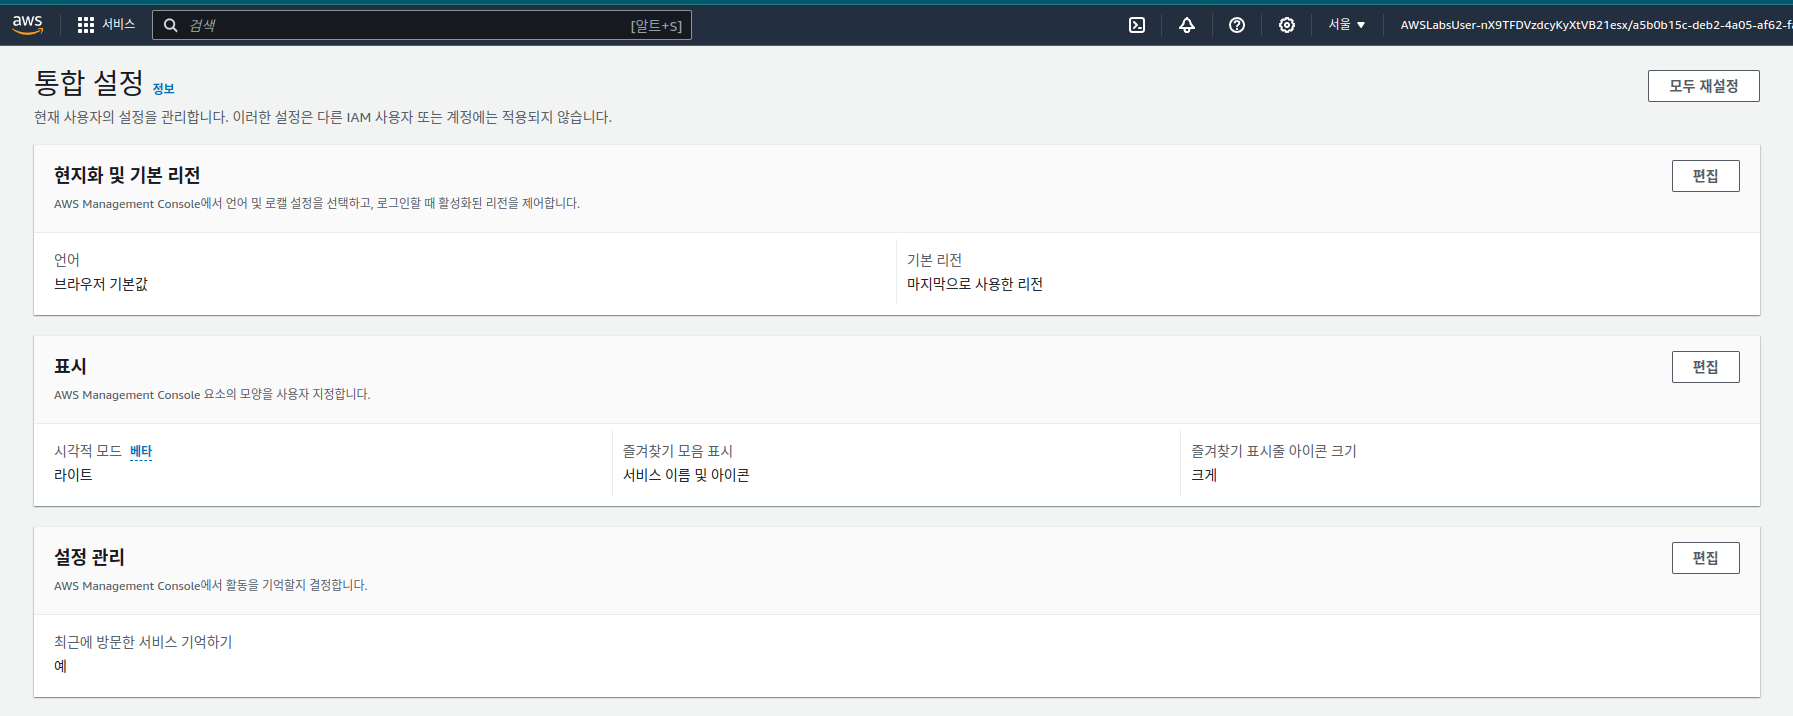 aws
서비스
검색
[알트+S]
서울
AWSLabsUser-nX9TFDVzdcyKyXtVB21esx/a5b0b15c-deb2-4a05-af62-f
통합 설정 정보
모두 재설정
현재 사용자의 설정을 관리합니다. 이러한 설정은 다른 IAM 사용자 또는 계정에는 적용되지 않습니다.
현지화 및 기본 리전
편집
AWS Management Console에서 언어 및 로캘 설정을 선택하고, 로그인할 때 활성화된 리전을 제어합니다.
언어
브라우저 기본값
기본 리전
마지막으로 사용한 리전
표시
편집
AWS Management Console 요소의 모양을 사용자 지정합니다.
시각적 모드 베타
라이트
즐겨찾기 모음 표시
서비스 이름 및 아이콘
즐겨찾기 표시줄 아이콘 크기
크게
설정 관리
편집
AWS Management Console에서 활동을 기억할지 결정합니다.
최근에 방문한 서비스 기억하기
예